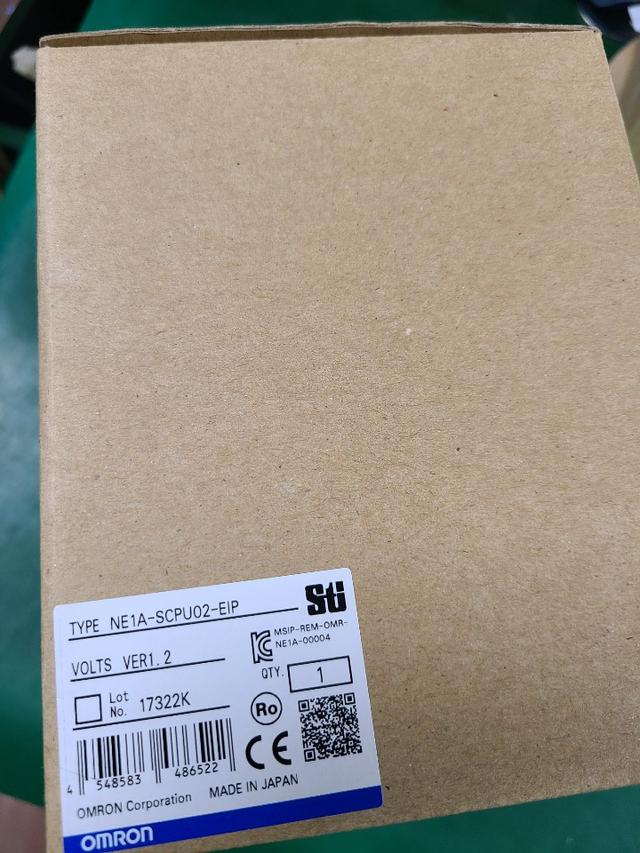 Sti
TYPE NE1A-SCPU02-EIP
MSIP-REM-OMR-
NE1A-00004
VOLTS VER1.2
QTY. 1
Lot
No. 17322K
Ro
CE
4 548583 486522
OMRON Corporation MADE IN JAPAN
OMRON